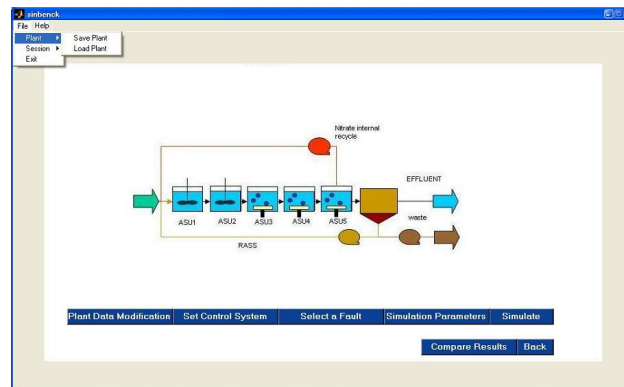 sinbenck
File Help
Plant Save Plant
Session Load Plant
Exit
Nitrate internal
recycle
EFFLUENT
ASU1 ASU2 ASU3 ASU4 ASU5
waste
RASS
Plant Data Modification Set Control System Select a Fault Simulation Parameters Simulate
Compare Results Back